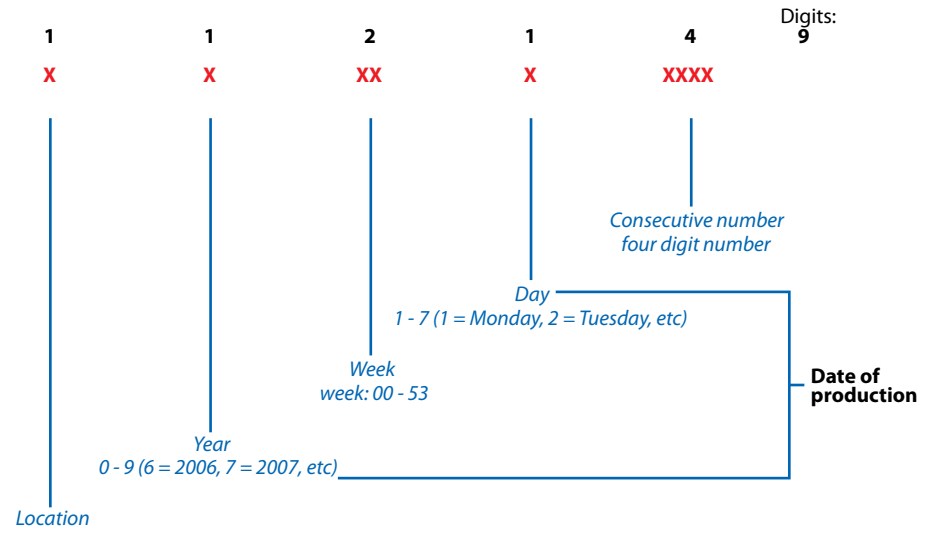 Digits:
1 1 2 1 4 9
X X XX X XXXX
Consecutive number
four digit number
Day
1 - 7 (1 = Monday, 2 = Tuesday, etc)
Week
week: 00 - 53
Date of
production
Year
0 - 9 (6 = 2006, 7 = 2007, etc)
Location